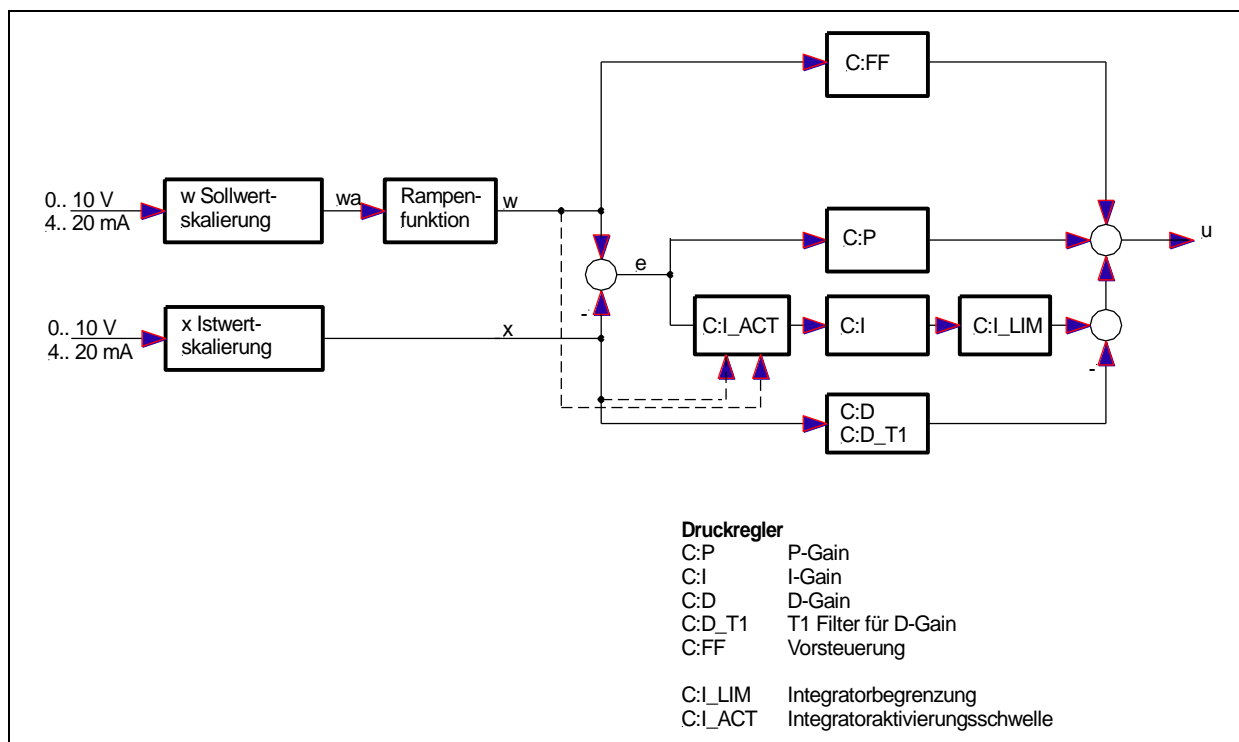 C:FF
0.. 10 V
4.. 20 mA
w Sollwert-
skalierung
wa
Rampen-
funktion
w
C:P
u
e
-
0.. 10 V
4.. 20 mA
x Istwert-
skalierung
x
C:I_ACT
C:I
C:I_LIM
-
C:D
C:D_T1
Druckregler
C:P P-Gain
C:I I-Gain
C:D D-Gain
C:D_T1 T1 Filter für D-Gain
C:FF Vorsteuerung
C:I_LIM Integratorbegrenzung
C:I_ACT Integratoraktivierungsschwelle